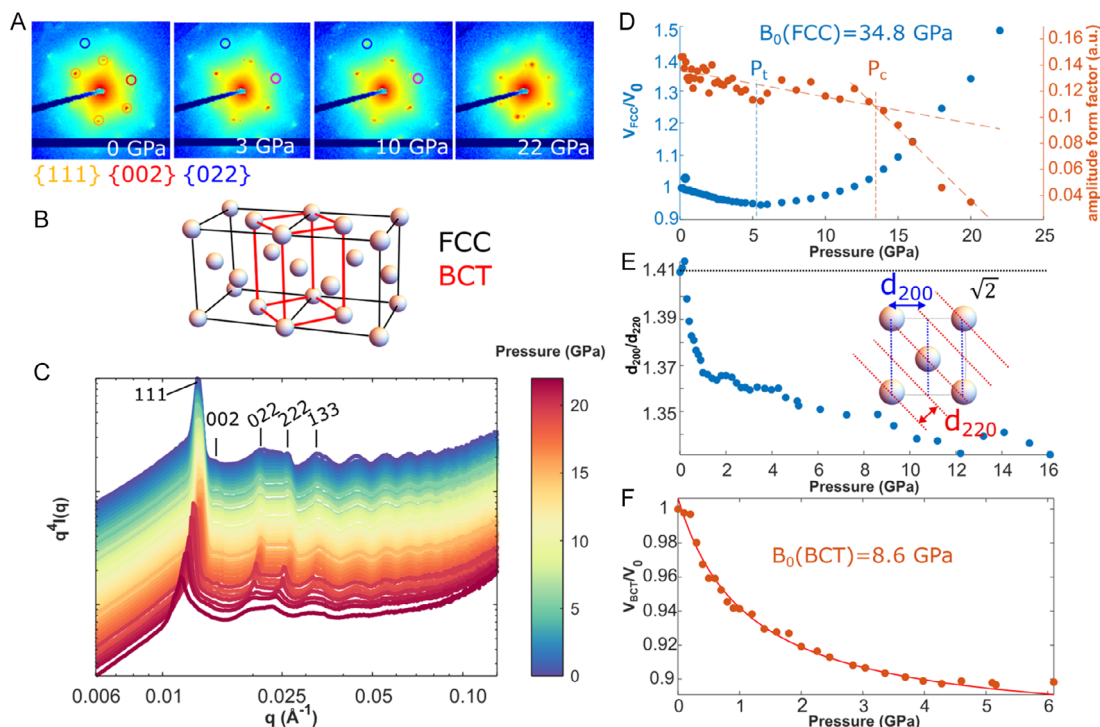 A
0 GPa
3 GPa
10 GPa
22 GPa
{111} {002} {022}
B
FCC
BCT
C
Pressure (GPa)
20
15
10
5
0
111
002
022
222
133
q⁴I(q)
0.006
0.01
0.025
0.05
0.10
q (Å⁻¹)
D
B₀(FCC)=34.8 GPa
Pₜ
P꜀
1.5
1.4
1.3
1.2
1.1
1
0.9
V_FCC/V₀
0.16
0.14
0.12
0.10
0.08
0.06
0.04
amplitude form factor (a.u.)
0
5
10
15
20
25
Pressure (GPa)
E
1.41
1.39
1.37
1.35
d₂₀₀/d₂₂₀
√2
d₂₀₀
d₂₂₀
0
2
4
6
8
10
12
14
16
Pressure (GPa)
F
B₀(BCT)=8.6 GPa
1
0.98
0.96
0.94
0.92
0.9
V_BCT/V₀
0
1
2
3
4
5
6
Pressure (GPa)